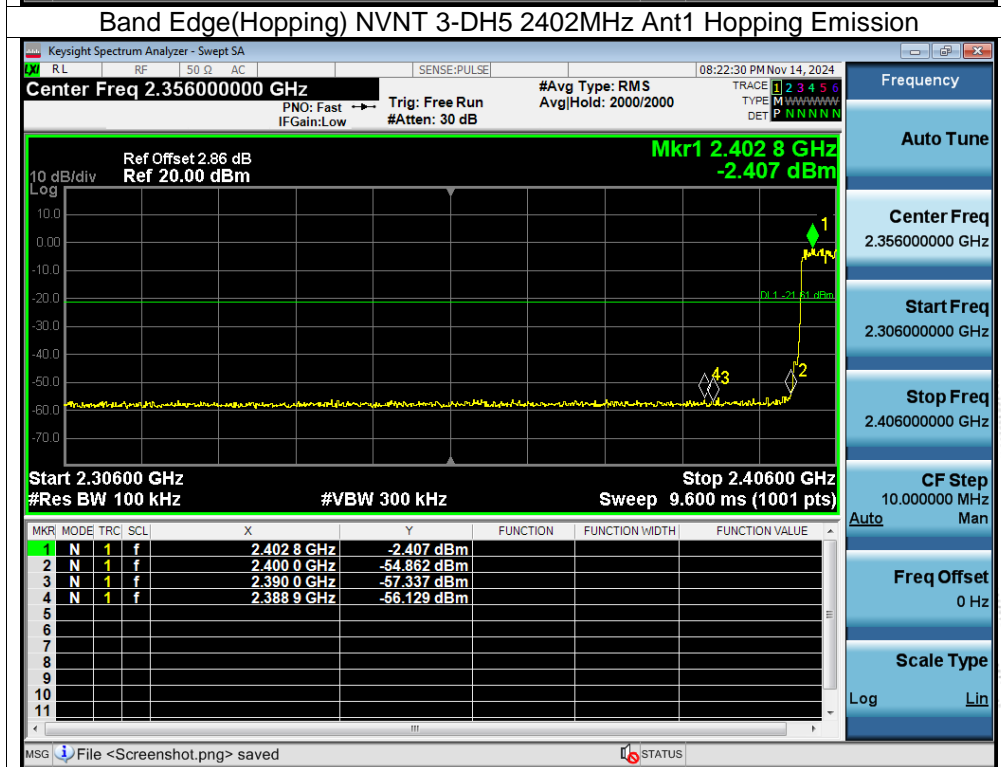 Band Edge(Hopping) NVNT 3-DH5 2402MHz Ant1 Hopping Emission
Keysight Spectrum Analyzer - Swept SA
LXI RL RF 50 Ω AC SENSE:PULSE 08:22:30 PM Nov 14, 2024
Center Freq 2.356000000 GHz #Avg Type: RMS TRACE 1 2 3 4 5 6
PNO: Fast Trig: Free Run Avg|Hold: 2000/2000 TYPE M WWWWW
IFGain:Low #Atten: 30 dB DET P N N N N N
Ref Offset 2.86 dB Mkr1 2.402 8 GHz
10 dB/div Ref 20.00 dBm -2.407 dBm
Log
10.0
1
0.00
-10.0
-20.0
DL1 -21.61 dBm
-30.0
-40.0
-50.0
4 3 2
-60.0
-70.0
Start 2.30600 GHz Stop 2.40600 GHz
#Res BW 100 kHz #VBW 300 kHz Sweep 9.600 ms (1001 pts)
MKR MODE TRC SCL X Y FUNCTION FUNCTION WIDTH FUNCTION VALUE
1 N 1 f 2.402 8 GHz -2.407 dBm
2 N 1 f 2.400 0 GHz -54.862 dBm
3 N 1 f 2.390 0 GHz -57.337 dBm
4 N 1 f 2.388 9 GHz -56.129 dBm
5
6
7
8
9
10
11
MSG File <Screenshot.png> saved STATUS
Frequency
Auto Tune
Center Freq
2.356000000 GHz
Start Freq
2.306000000 GHz
Stop Freq
2.406000000 GHz
CF Step
10.000000 MHz
Auto Man
Freq Offset
0 Hz
Scale Type
Log Lin